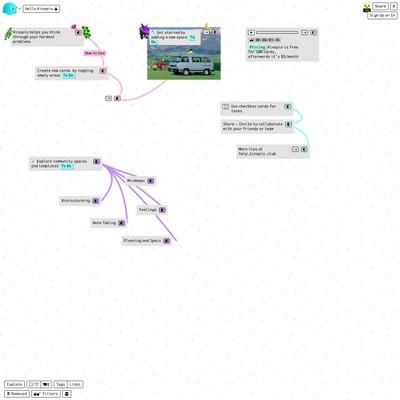 Hello Kinopio
Share
Sign Up or In
Kinopio helps you think
through your hardest
problems
How to Use
Create new cards by tapping
empty areas To Do
Get started by
adding a new space To
Do
00:00/03:46
Pricing Kinopio is free
for 100 cards,
afterwards it's $5/month
Use checkbox cards for
tasks
Share → Invite to collaborate
with your friends or team
More tips at
help.kinopio.club
✓ Explore community spaces
and templates To Do
Mindmaps
Brainstorming
Feelings
Note Taking
Planning and Specs
Explore
Tags
Links
Removed
Filters